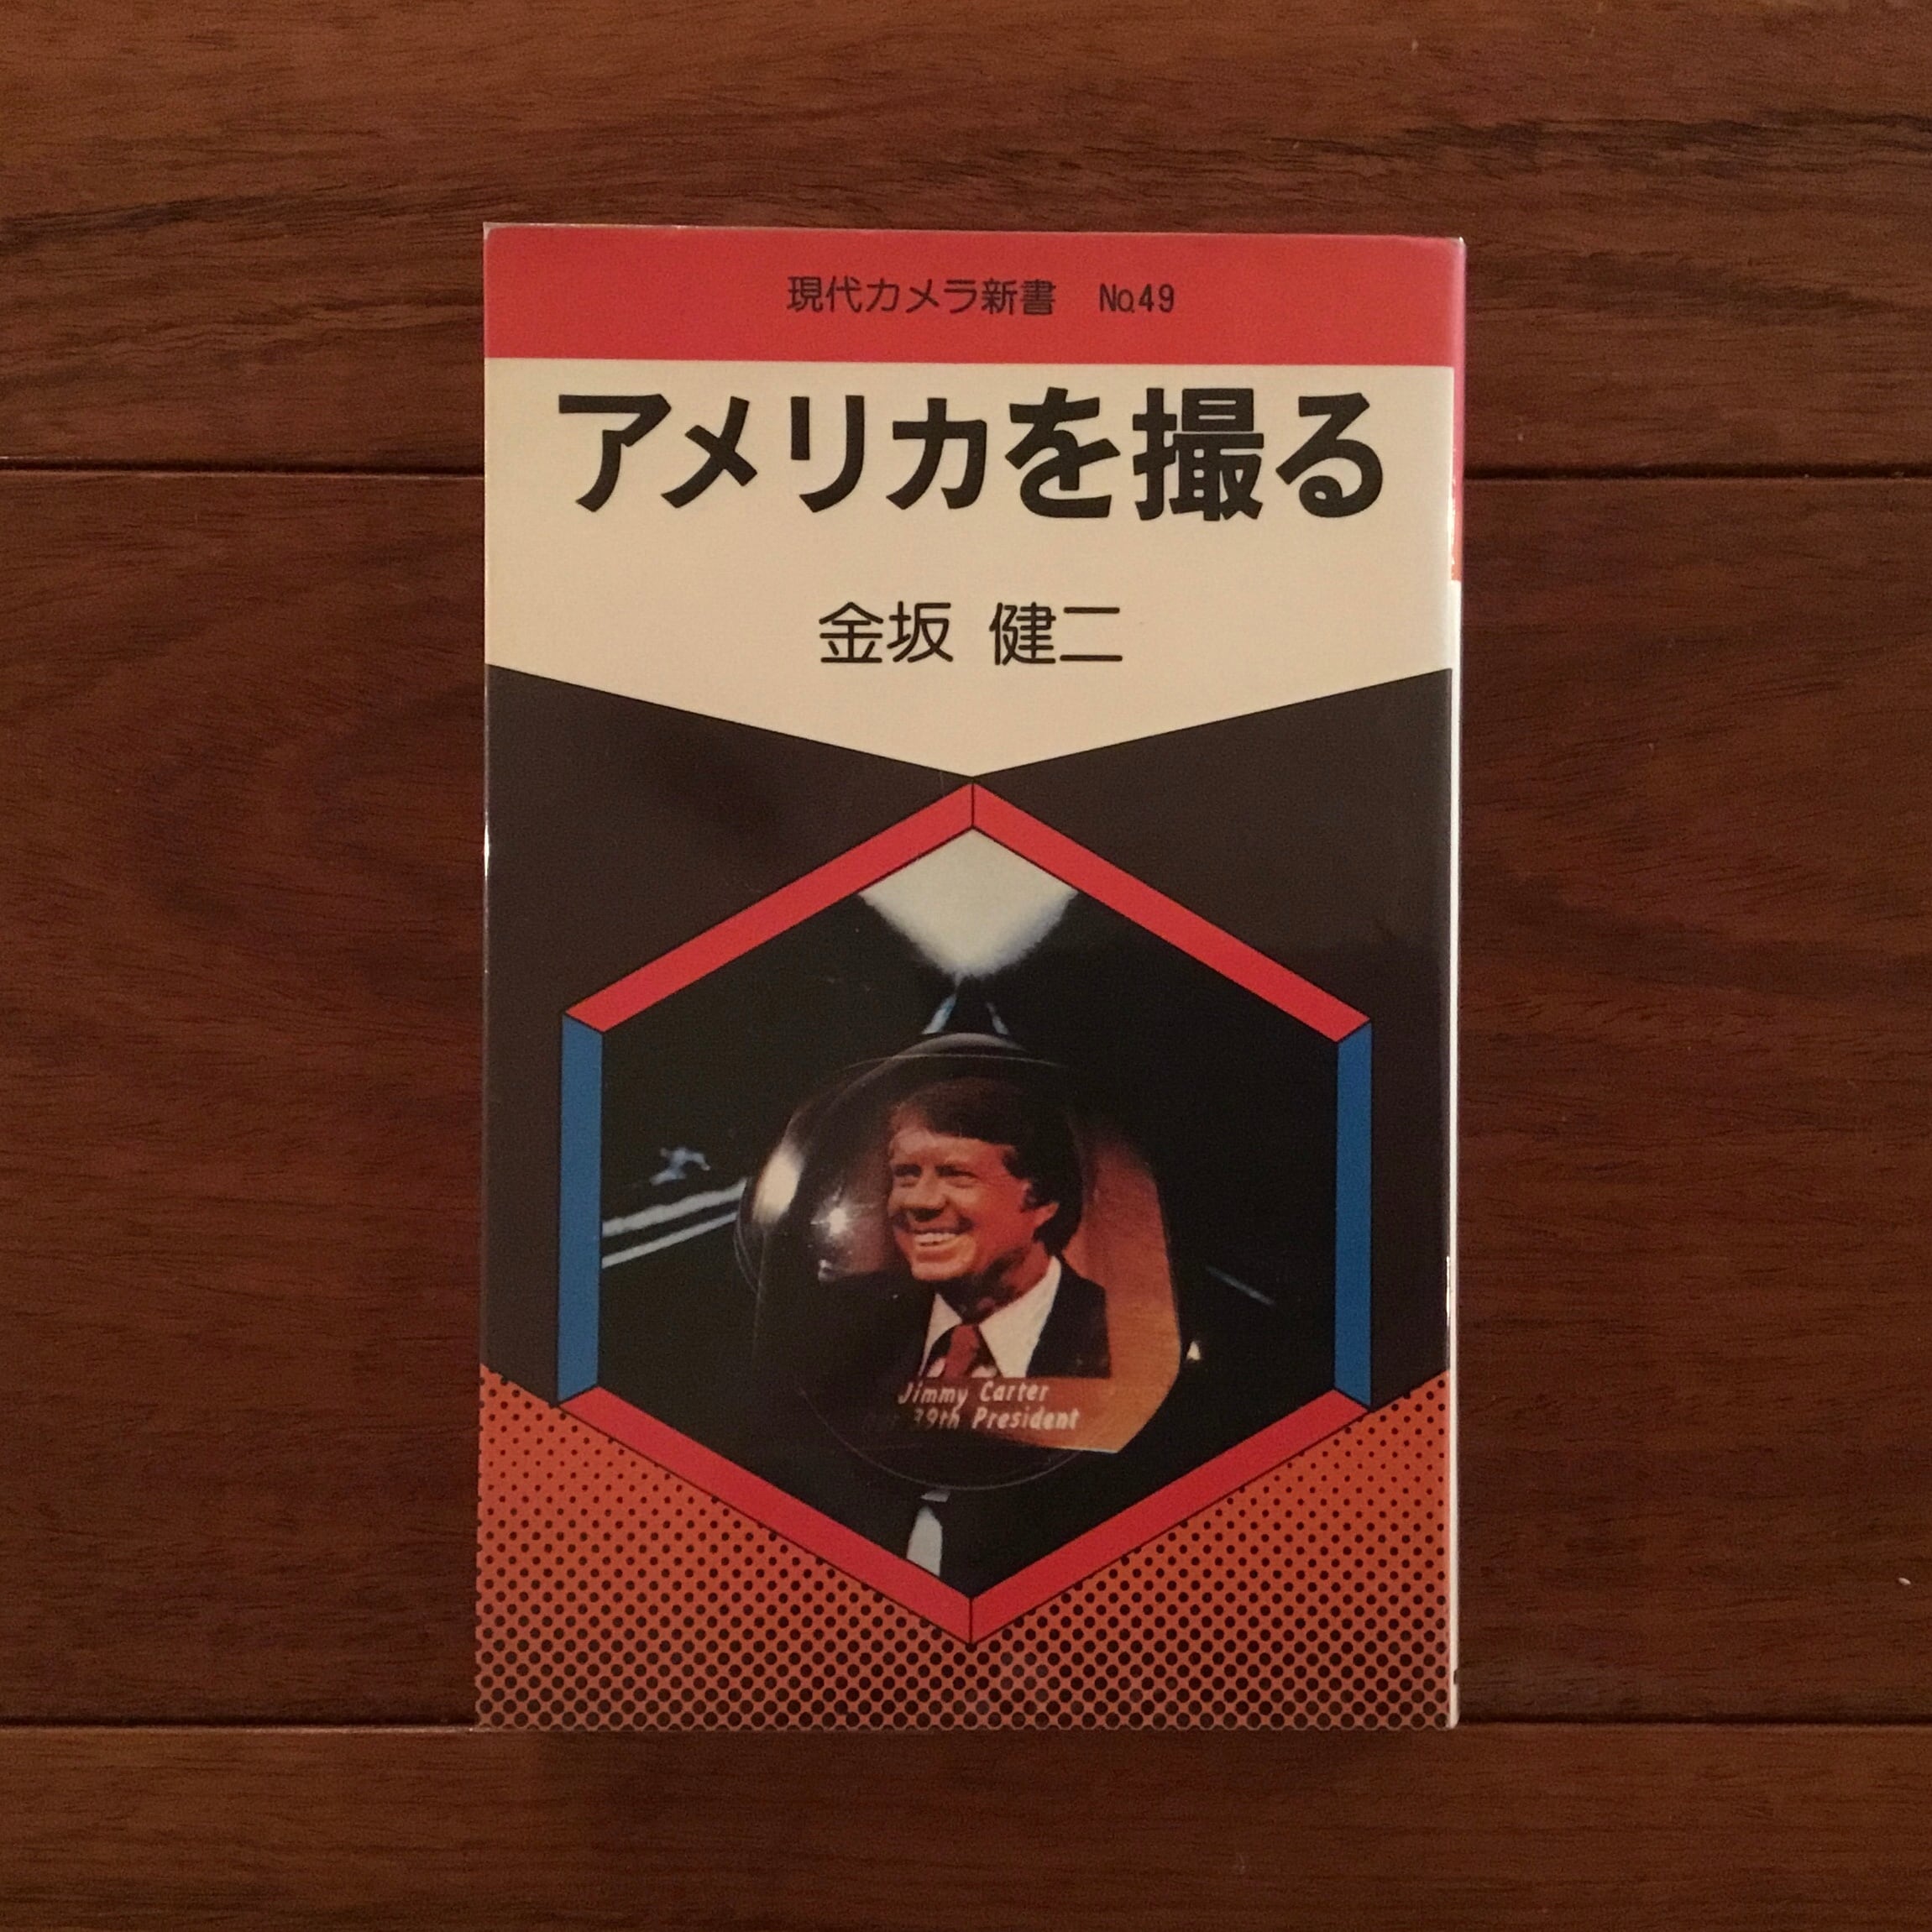 現代カメラ新書 No.49
アメリカを撮る
金坂 健二
Jimmy Carter
39th President